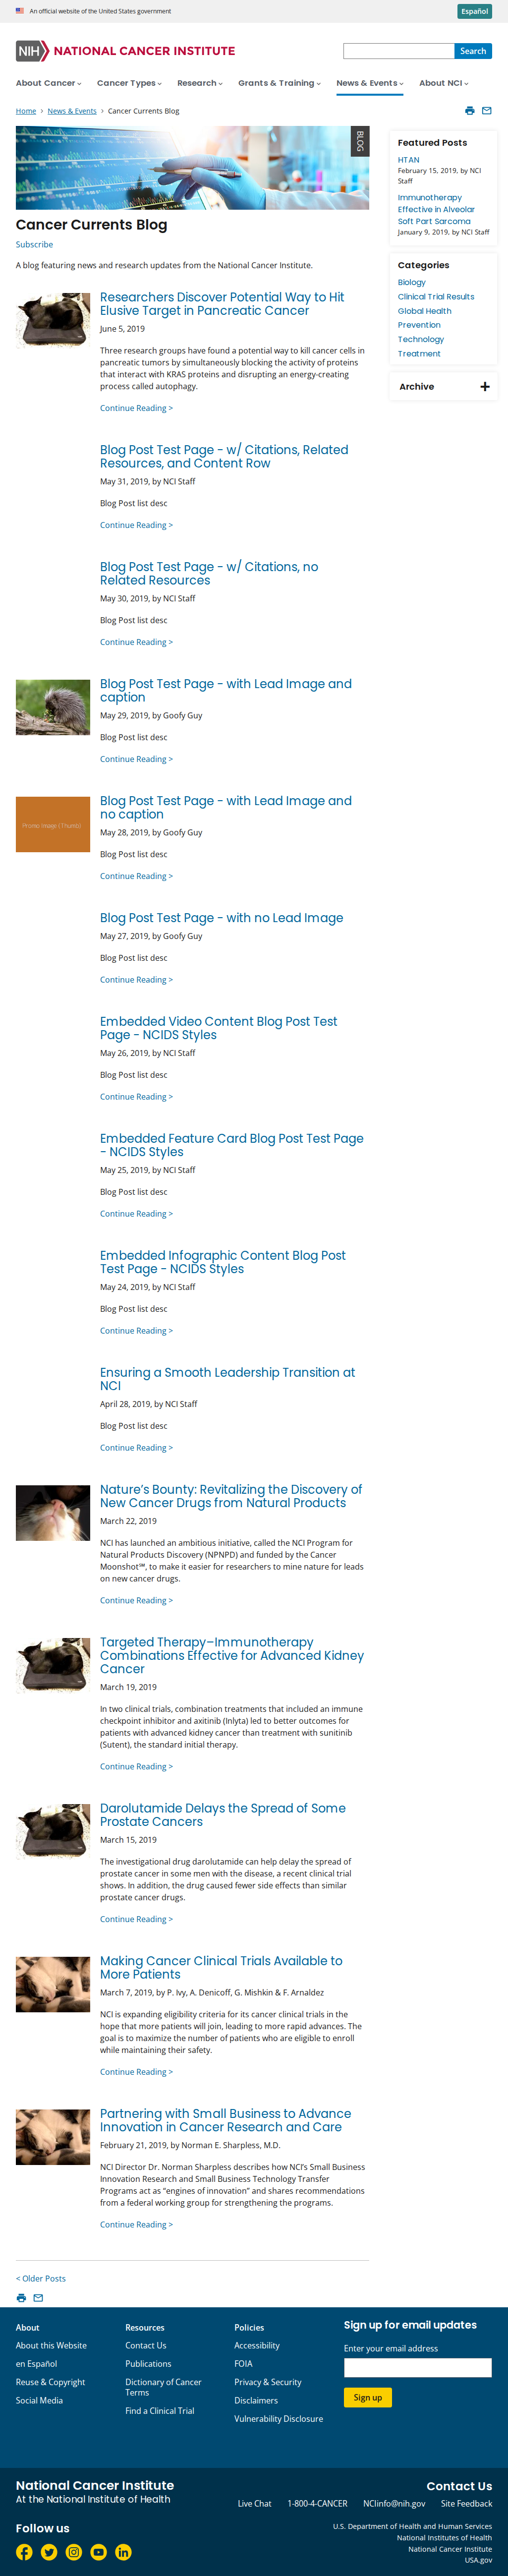 An official website of the United States government
Español
NIH NATIONAL CANCER INSTITUTE
Search
About Cancer
Cancer Types
Research
Grants & Training
News & Events
About NCI
Home
News & Events
Cancer Currents Blog
BLOG
Cancer Currents Blog
Subscribe
A blog featuring news and research updates from the National Cancer Institute.
Researchers Discover Potential Way to Hit
Elusive Target in Pancreatic Cancer
June 5, 2019
Three research groups have found a potential way to kill cancer cells in
pancreatic tumors by simultaneously blocking the activity of proteins
that interact with KRAS proteins and disrupting an energy-creating
process called autophagy.
Continue Reading >
Blog Post Test Page - w/ Citations, Related
Resources, and Content Row
May 31, 2019, by NCI Staff
Blog Post list desc
Continue Reading >
Blog Post Test Page - w/ Citations, no
Related Resources
May 30, 2019, by NCI Staff
Blog Post list desc
Continue Reading >
Blog Post Test Page - with Lead Image and
caption
May 29, 2019, by Goofy Guy
Blog Post list desc
Continue Reading >
Promo Image (Thumb)
Blog Post Test Page - with Lead Image and
no caption
May 28, 2019, by Goofy Guy
Blog Post list desc
Continue Reading >
Blog Post Test Page - with no Lead Image
May 27, 2019, by Goofy Guy
Blog Post list desc
Continue Reading >
Embedded Video Content Blog Post Test
Page - NCIDS Styles
May 26, 2019, by NCI Staff
Blog Post list desc
Continue Reading >
Embedded Feature Card Blog Post Test Page
- NCIDS Styles
May 25, 2019, by NCI Staff
Blog Post list desc
Continue Reading >
Embedded Infographic Content Blog Post
Test Page - NCIDS Styles
May 24, 2019, by NCI Staff
Blog Post list desc
Continue Reading >
Ensuring a Smooth Leadership Transition at
NCI
April 28, 2019, by NCI Staff
Blog Post list desc
Continue Reading >
Nature's Bounty: Revitalizing the Discovery of
New Cancer Drugs from Natural Products
March 22, 2019
NCI has launched an ambitious initiative, called the NCI Program for
Natural Products Discovery (NPNPD) and funded by the Cancer
Moonshot℠, to make it easier for researchers to mine nature for leads
on new cancer drugs.
Continue Reading >
Targeted Therapy–Immunotherapy
Combinations Effective for Advanced Kidney
Cancer
March 19, 2019
In two clinical trials, combination treatments that included an immune
checkpoint inhibitor and axitinib (Inlyta) led to better outcomes for
patients with advanced kidney cancer than treatment with sunitinib
(Sutent), the standard initial therapy.
Continue Reading >
Darolutamide Delays the Spread of Some
Prostate Cancers
March 15, 2019
The investigational drug darolutamide can help delay the spread of
prostate cancer in some men with the disease, a recent clinical trial
shows. In addition, the drug caused fewer side effects than similar
prostate cancer drugs.
Continue Reading >
Making Cancer Clinical Trials Available to
More Patients
March 7, 2019, by P. Ivy, A. Denicoff, G. Mishkin & F. Arnaldez
NCI is expanding eligibility criteria for its cancer clinical trials in the
hope that more patients will join, leading to more rapid advances. The
goal is to maximize the number of patients who are eligible to enroll
while maintaining their safety.
Continue Reading >
Partnering with Small Business to Advance
Innovation in Cancer Research and Care
February 21, 2019, by Norman E. Sharpless, M.D.
NCI Director Dr. Norman Sharpless describes how NCI's Small Business
Innovation Research and Small Business Technology Transfer
Programs act as “engines of innovation” and shares recommendations
from a federal working group for strengthening the programs.
Continue Reading >
< Older Posts
Featured Posts
HTAN
February 15, 2019, by NCI
Staff
Immunotherapy
Effective in Alveolar
Soft Part Sarcoma
January 9, 2019, by NCI Staff
Categories
Biology
Clinical Trial Results
Global Health
Prevention
Technology
Treatment
Archive
About
About this Website
en Español
Reuse & Copyright
Social Media
Resources
Contact Us
Publications
Dictionary of Cancer
Terms
Find a Clinical Trial
Policies
Accessibility
FOIA
Privacy & Security
Disclaimers
Vulnerability Disclosure
Sign up for email updates
Enter your email address
Sign up
National Cancer Institute
At the National Institutes of Health
Follow us
Contact Us
Live Chat
1-800-4-CANCER
NCIinfo@nih.gov
Site Feedback
U.S. Department of Health and Human Services
National Institutes of Health
National Cancer Institute
USA.gov